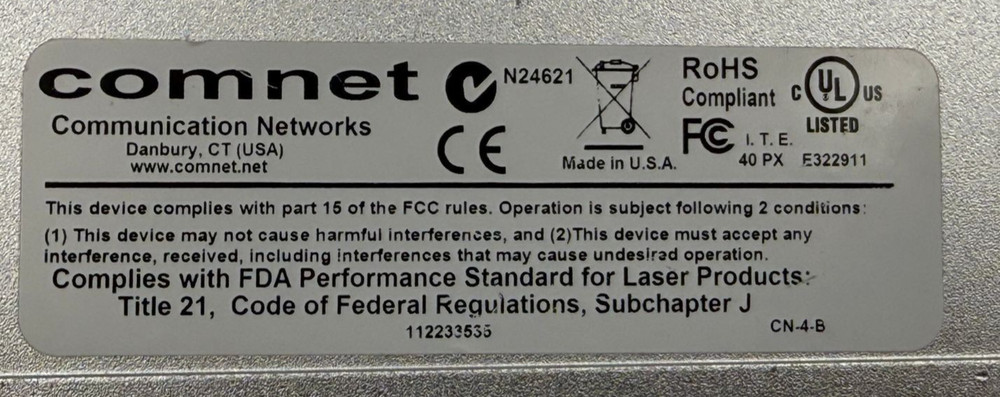 comnet
Communication Networks
Danbury, CT (USA)
www.comnet.net
N24621
CE
Made in U.S.A.
RoHS
Compliant
FC
C UL US
LISTED
I. T. E.
40 PX E322911
This device complies with part 15 of the FCC rules. Operation is subject following 2 conditions:
(1) This device may not cause harmful interferences, and (2)This device must accept any
interference, received, including interferences that may cause undesirad operation.
Complies with FDA Performance Standard for Laser Products:
Title 21, Code of Federal Regulations, Subchapter J
112233535
CN-4-B